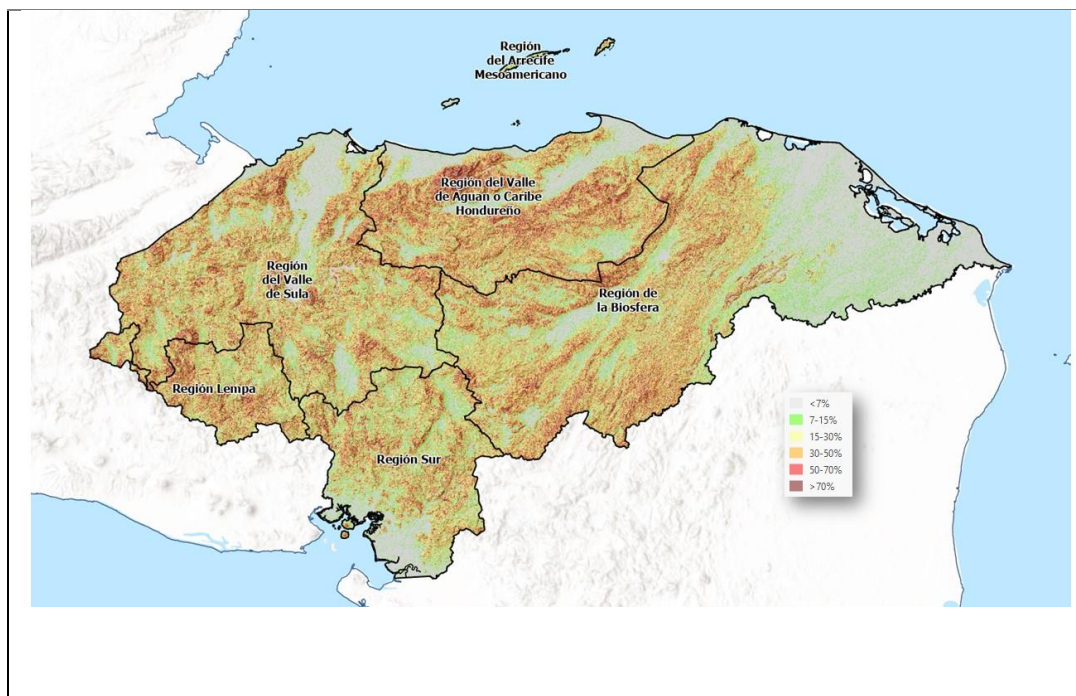 Región
del Arrecife
Mesoamericano
Región del Valle
de Aguan o Caribe
Hondureño
Región
del Valle
de Sula
Región de
la Biosfera
Región Lempa
Región Sur
<7%
7-15%
15-30%
30-50%
50-70%
>70%